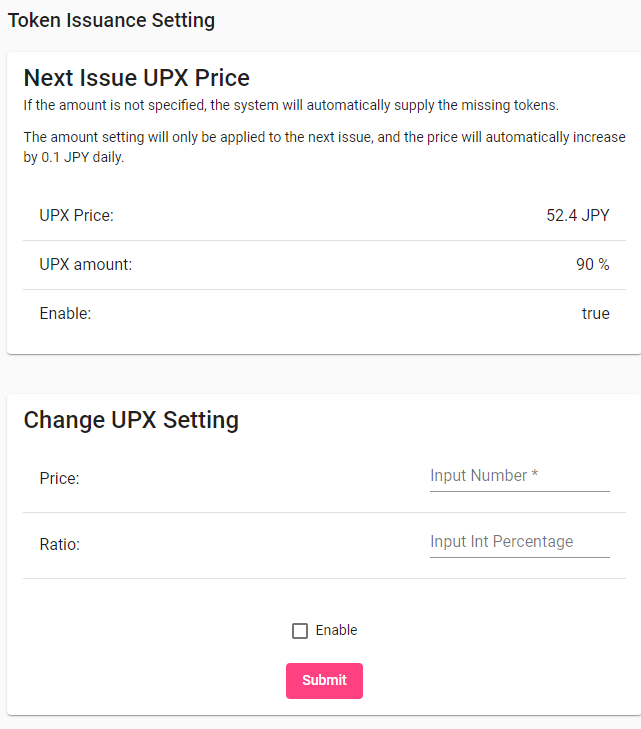 Token Issuance Setting
Next Issue UPX Price
If the amount is not specified, the system will automatically supply the missing tokens.
The amount setting will only be applied to the next issue, and the price will automatically increase
by 0.1 JPY daily.
UPX Price: 52.4 JPY
UPX amount: 90 %
Enable: true
Change UPX Setting
Price: Input Number *
Ratio: Input Int Percentage
Enable
Submit